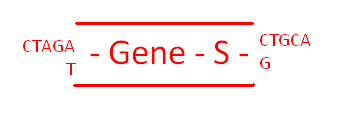 CTAGA
T
- Gene - S -
CTGCA
G